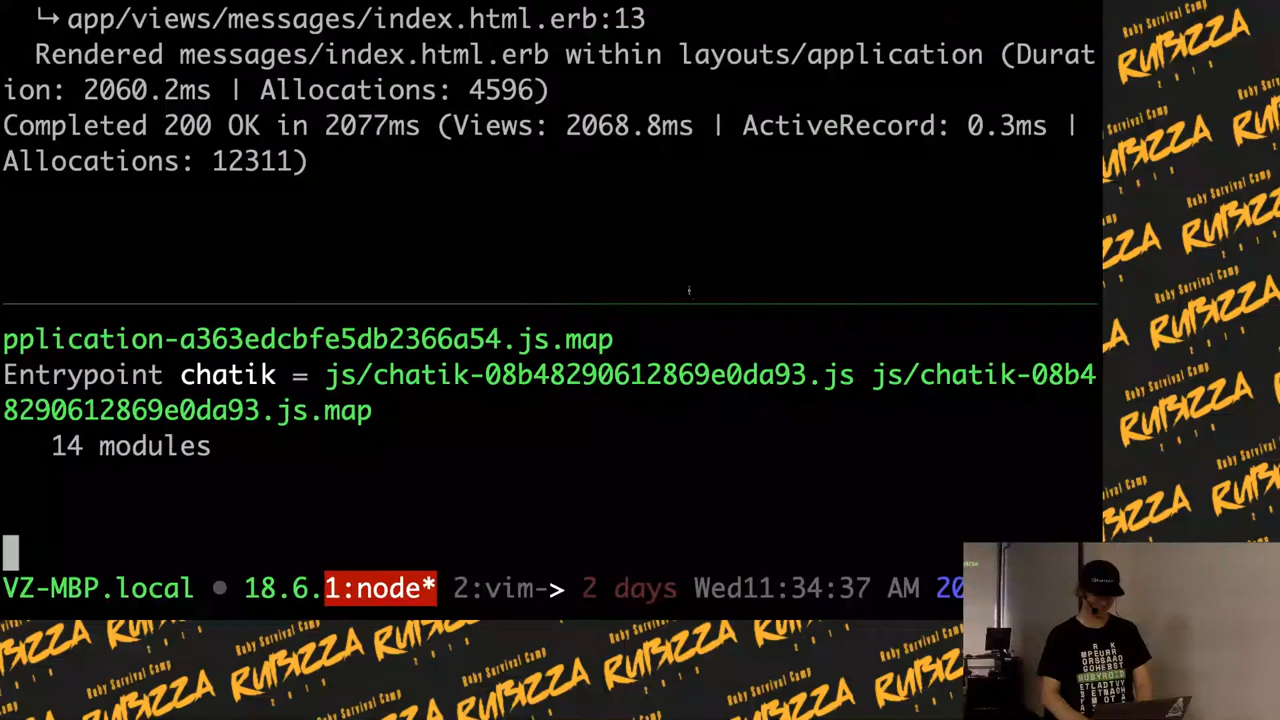 ↳ app/views/messages/index.html.erb:13
Rendered messages/index.html.erb within layouts/application (Durat
ion: 2060.2ms | Allocations: 4596)
Completed 200 OK in 2077ms (Views: 2068.8ms | ActiveRecord: 0.3ms |
Allocations: 12311)
pplication-a363edcbfe5db2366a54.js.map
Entrypoint chatik = js/chatik-08b48290612869e0da93.js js/chatik-08b4
8290612869e0da93.js.map
14 modules
VZ-MBP.local ● 18.6.1:node* 2:vim-> 2 days Wed11:34:37 AM 20
Ruby Survival Camp
RUBIZZA
2019